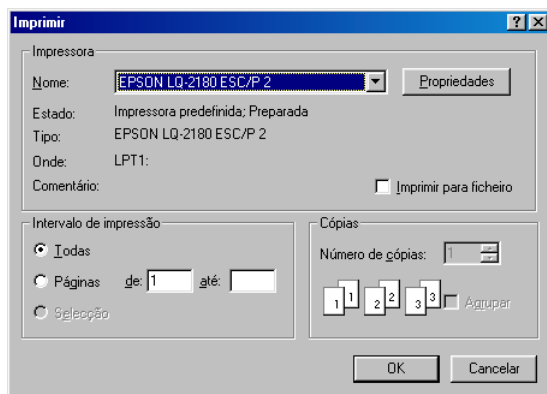 Imprimir
Impressora
Nome: EPSON LQ-2180 ESC/P 2 Propriedades
Estado: Impressora predefinida; Preparada
Tipo: EPSON LQ-2180 ESC/P 2
Onde: LPT1:
Comentário: Imprimir para ficheiro
Intervalo de impressão
Todas
Páginas de: 1 até:
Selecção
Cópias
Número de cópias: 1
1 1 2 2 3 3 Agrupar
OK Cancelar